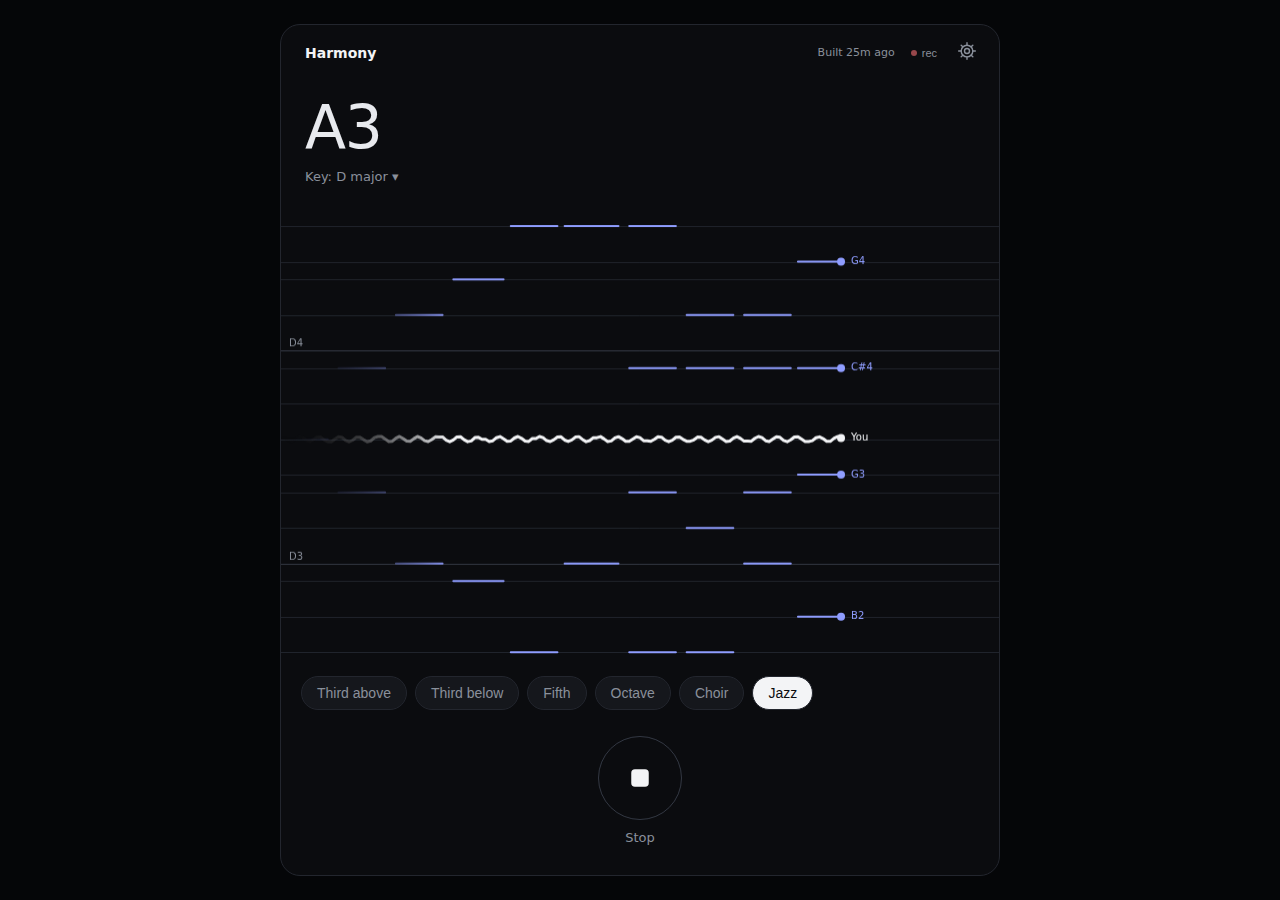 Harmony
Built 25m ago
rec
A3
Key: D major ▾
G4
D4
C#4
You
G3
D3
B2
Third above
Third below
Fifth
Octave
Choir
Jazz
Stop